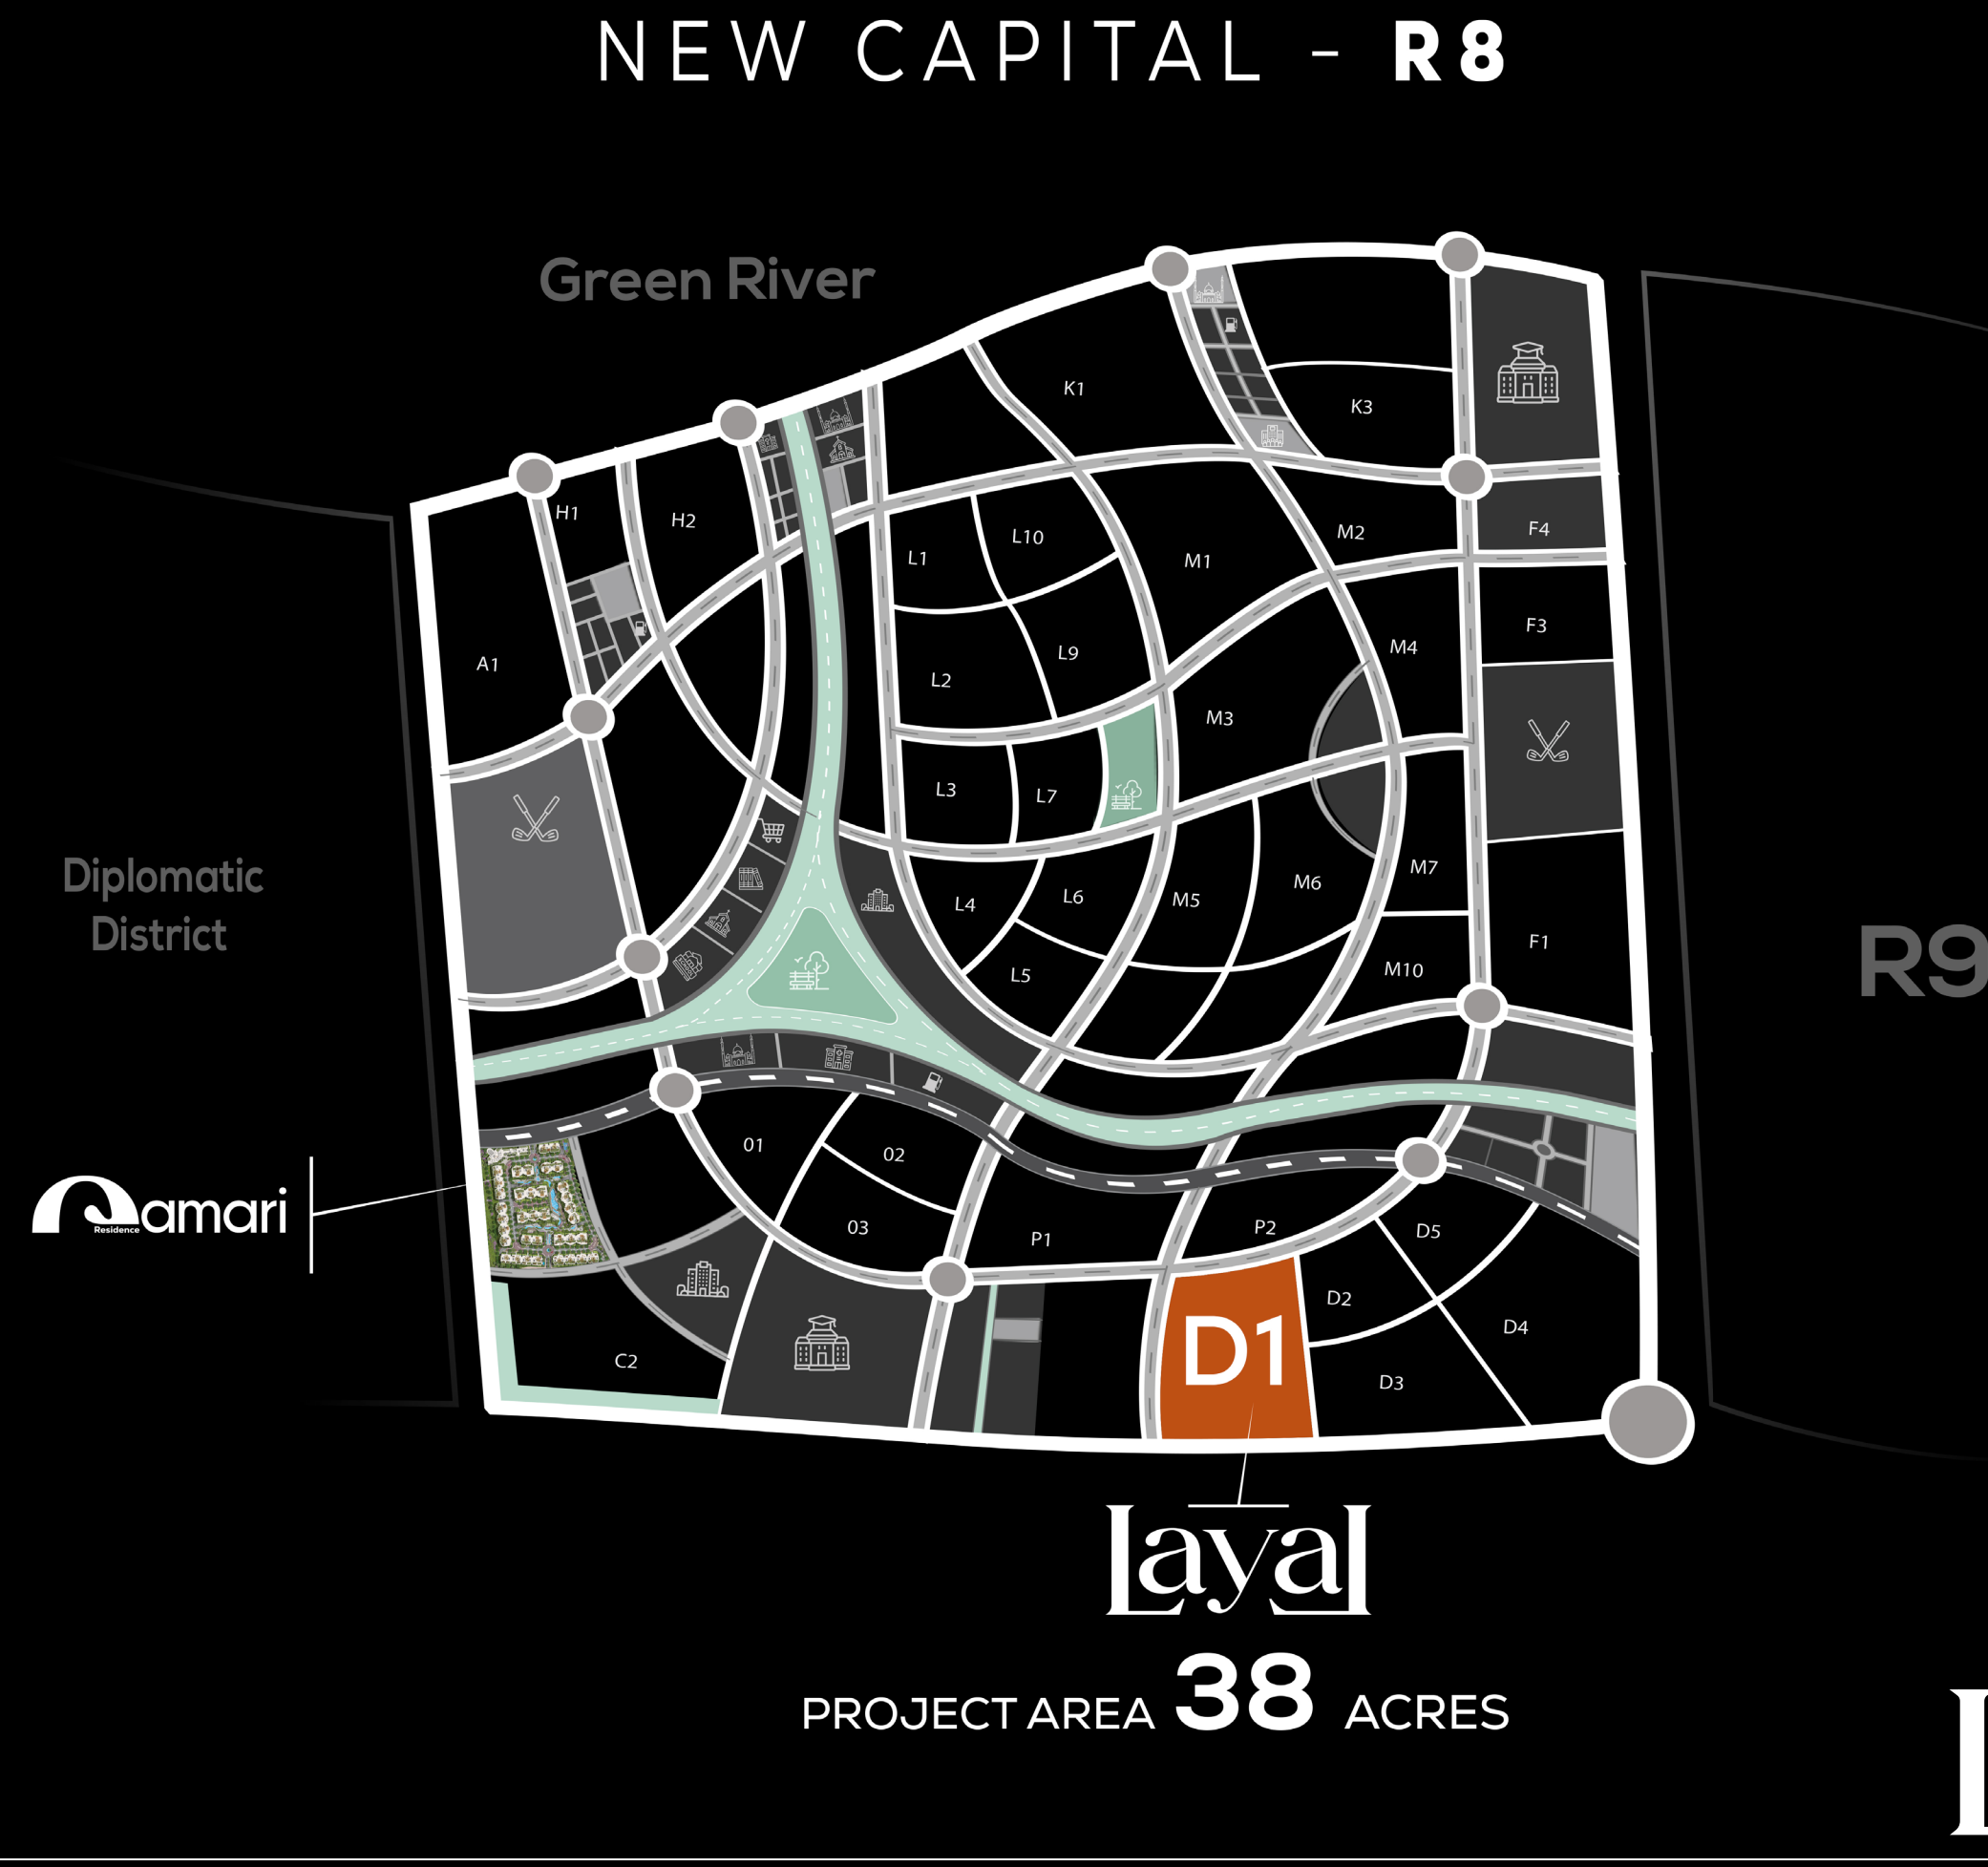 NEW CAPITAL - R8
Green River
K1
K3
H1
H2
L10
L1
M1
M2
F4
A1
L2
L9
M4
F3
M3
L3
L7
Diplomatic
District
L4
L6
M5
M6
M7
L5
M10
F1
R9
01
02
03
P1
P2
D5
amari
Residence
C2
D1
D2
D3
D4
Layal
PROJECT AREA 38 ACRES